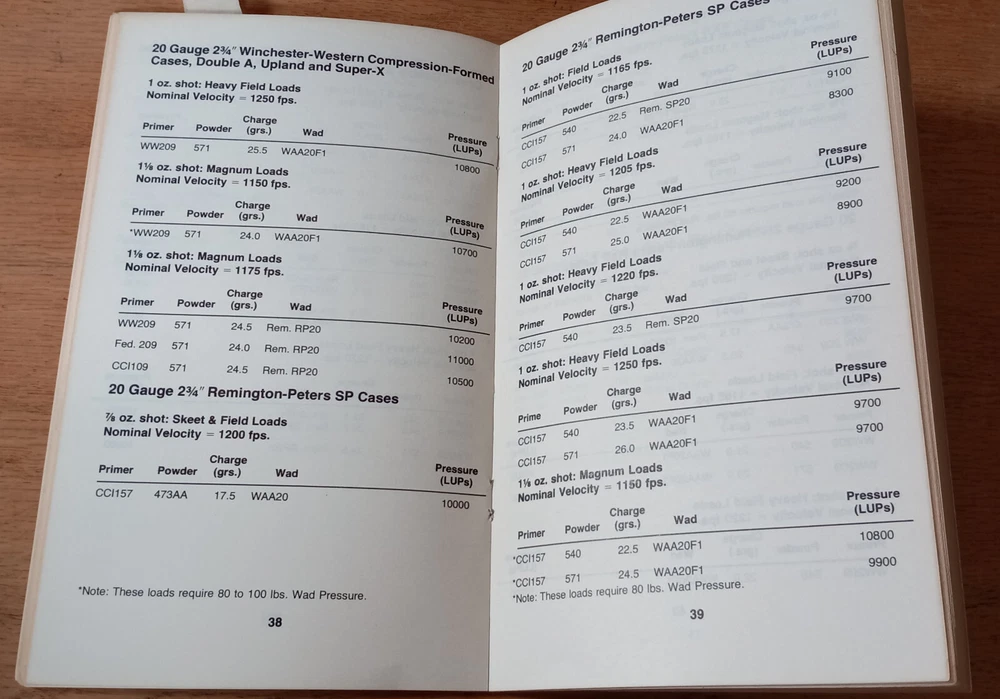 20 Gauge 2¾″ Winchester-Western Compression-Formed
Cases, Double A, Upland and Super-X
1 oz. shot: Heavy Field Loads
Nominal Velocity = 1250 fps.
Primer Powder Charge (grs.) Wad Pressure (LUPs)
WW209 571 25.5 WAA20F1 10800
1⅛ oz. shot: Magnum Loads
Nominal Velocity = 1150 fps.
Primer Powder Charge (grs.) Wad Pressure (LUPs)
*WW209 571 24.0 WAA20F1 10700
1⅛ oz. shot: Magnum Loads
Nominal Velocity = 1175 fps.
Primer Powder Charge (grs.) Wad Pressure (LUPs)
WW209 571 24.5 Rem. RP20 10200
Fed. 209 571 24.0 Rem. RP20 11000
CCI109 571 24.5 Rem. RP20 10500
20 Gauge 2¾″ Remington-Peters SP Cases
⅞ oz. shot: Skeet & Field Loads
Nominal Velocity = 1200 fps.
Primer Powder Charge (grs.) Wad Pressure (LUPs)
CCI157 473AA 17.5 WAA20 10000
*Note: These loads require 80 to 100 lbs. Wad Pressure.
38
20 Gauge 2¾″ Remington-Peters SP Cases
1 oz. shot: Field Loads
Nominal Velocity = 1165 fps.
Primer Powder Charge (grs.) Wad Pressure (LUPs)
CCI157 540 22.5 Rem. SP20 9100
CCI157 571 24.0 WAA20F1 8300
1 oz. shot: Heavy Field Loads
Nominal Velocity = 1205 fps.
Primer Powder Charge (grs.) Wad Pressure (LUPs)
CCI157 540 22.5 WAA20F1 9200
CCI157 571 25.0 WAA20F1 8900
1 oz. shot: Heavy Field Loads
Nominal Velocity = 1220 fps.
Primer Powder Charge (grs.) Wad Pressure (LUPs)
CCI157 540 23.5 Rem. SP20 9700
1 oz. shot: Heavy Field Loads
Nominal Velocity = 1250 fps.
Prime Powder Charge (grs.) Wad Pressure (LUPs)
CCI157 540 23.5 WAA20F1 9700
CCI157 571 26.0 WAA20F1 9700
1⅛ oz. shot: Magnum Loads
Nominal Velocity = 1150 fps.
Primer Powder Charge (grs.) Wad Pressure (LUPs)
*CCI157 540 22.5 WAA20F1 10800
*CCI157 571 24.5 WAA20F1 9900
*Note: These loads require 80 lbs. Wad Pressure.
39